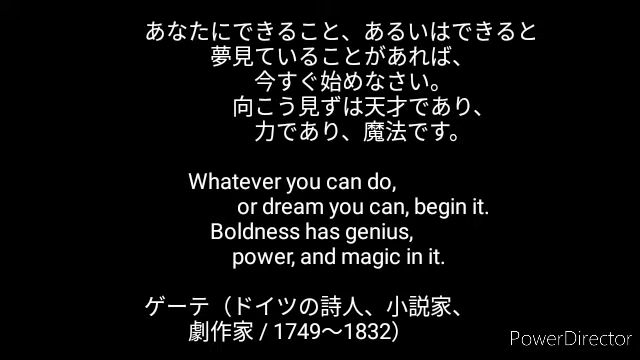 あなたにできること、あるいはできると
夢見ていることがあれば、
今すぐ始めなさい。
向こう見ずは天才であり、
力であり、魔法です。
Whatever you can do,
or dream you can, begin it.
Boldness has genius,
power, and magic in it.
ゲーテ（ドイツの詩人、小説家、
劇作家 / 1749〜1832）
PowerDirector